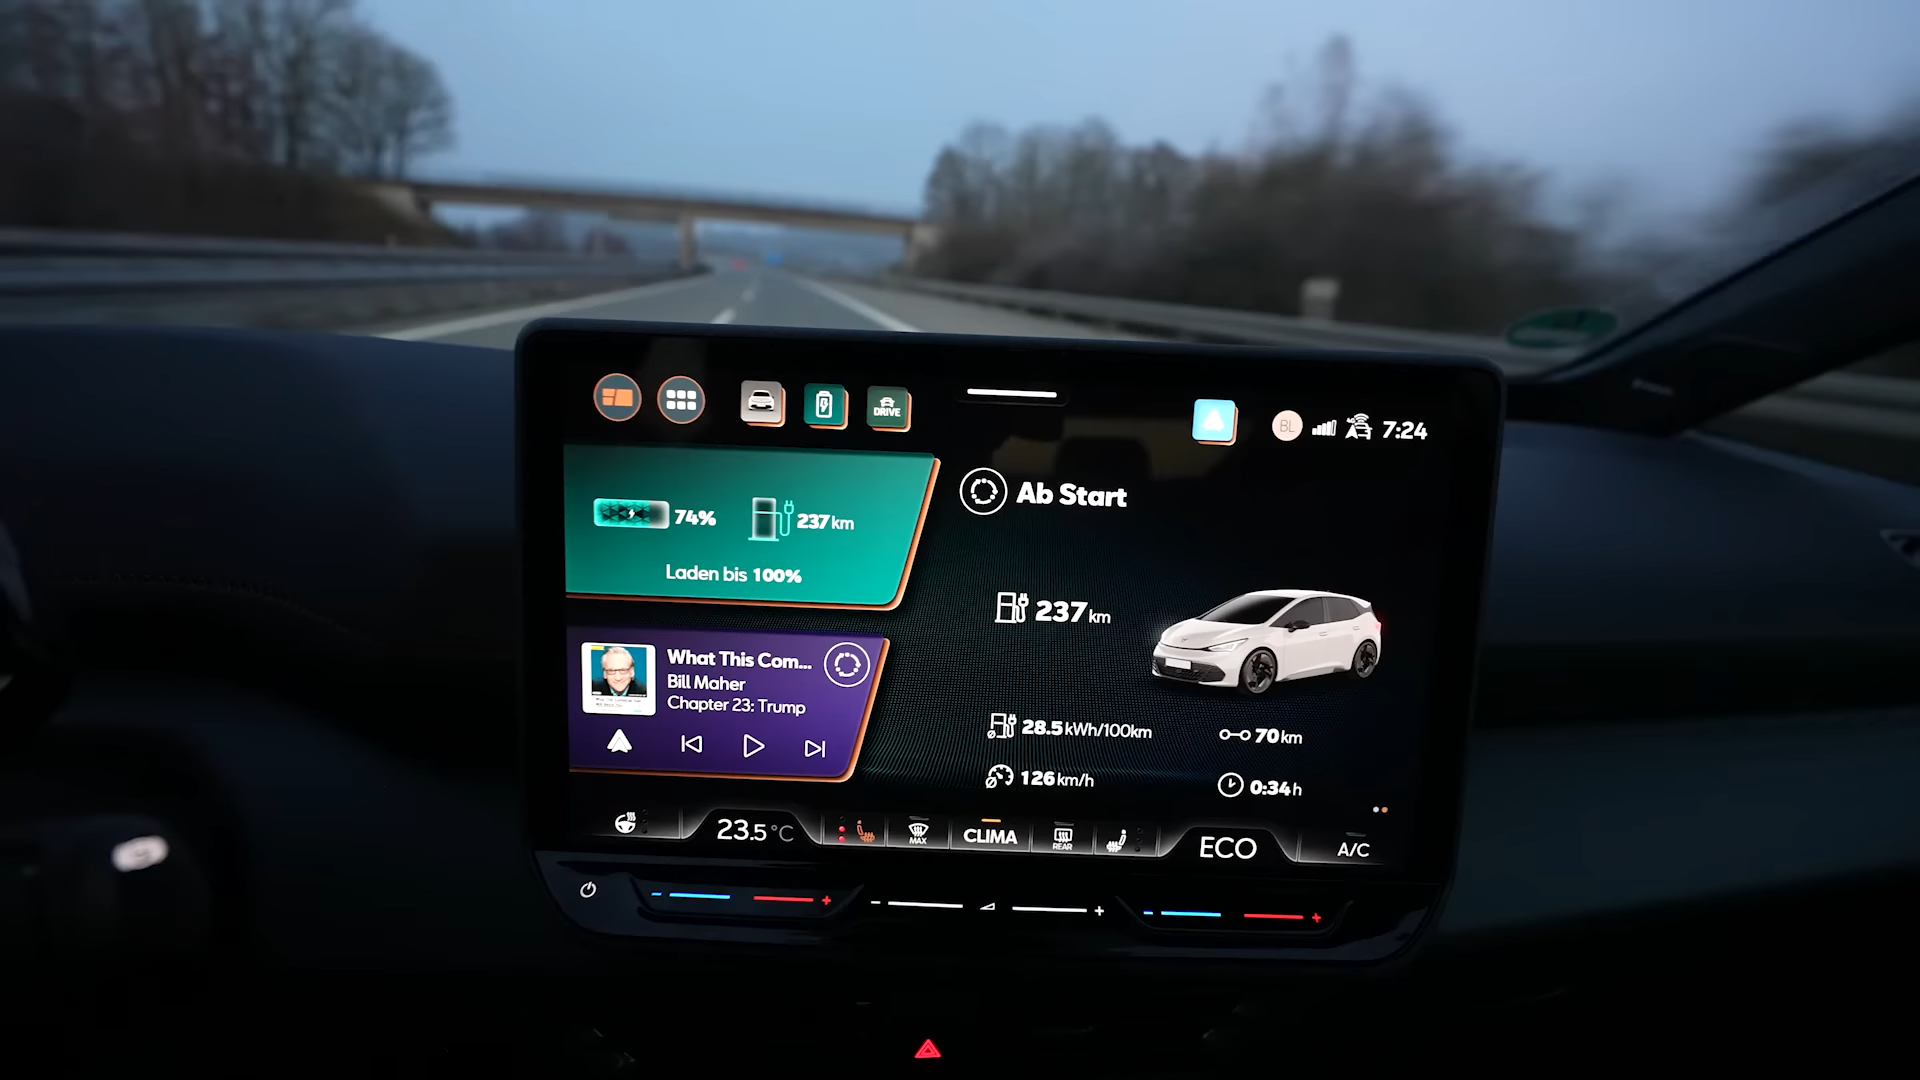 DRIVE
BL
7:24
74%
237 km
Laden bis 100%
Ab Start
237 km
What This Com...
Bill Maher
Chapter 23: Trump
28.5 kWh/100km
70 km
126 km/h
0:34 h
23.5 °C
MAX
CLIMA
REAR
ECO
A/C